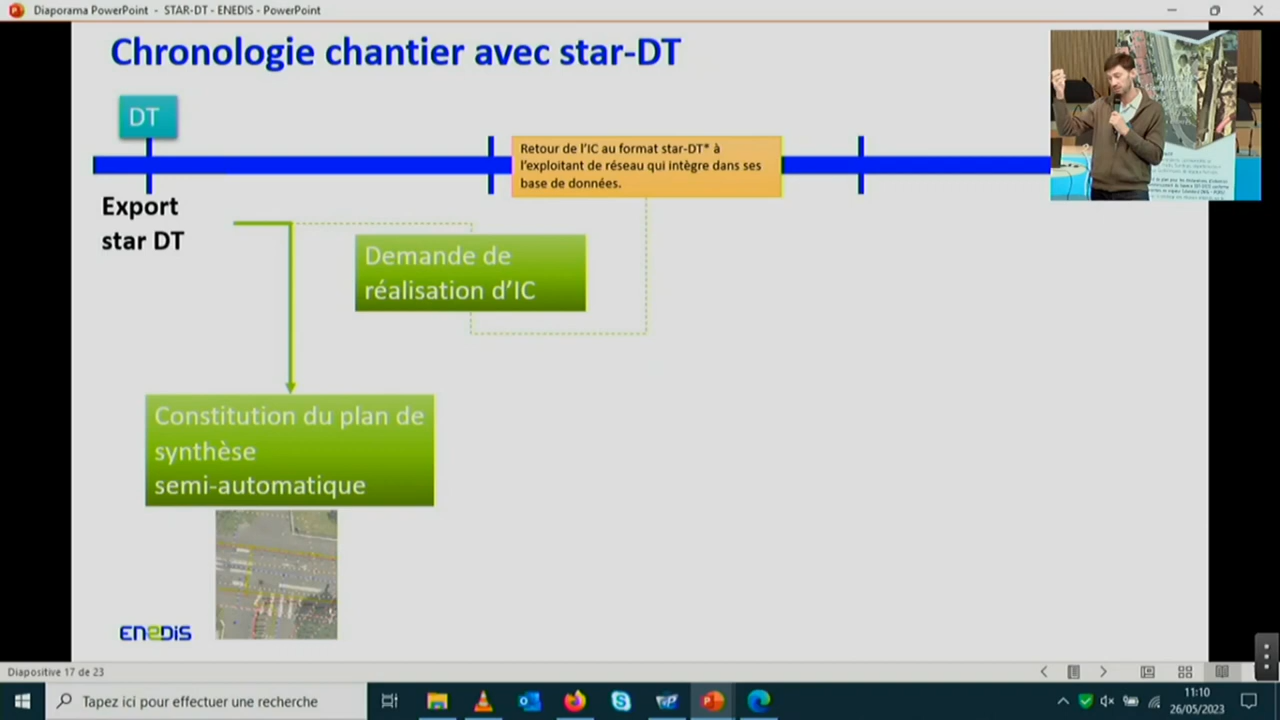 Diaporama PowerPoint - STAR-DT - ENEDIS - PowerPoint
Chronologie chantier avec star-DT
DT
Retour de l'IC au format star-DT* à
l'exploitant de réseau qui intègre dans ses
base de données.
Export
star DT
Demande de
réalisation d'IC
Constitution du plan de
synthèse
semi-automatique
ENEDIS
Diapositive 17 de 23
Tapez ici pour effectuer une recherche
11:10
26/05/2023